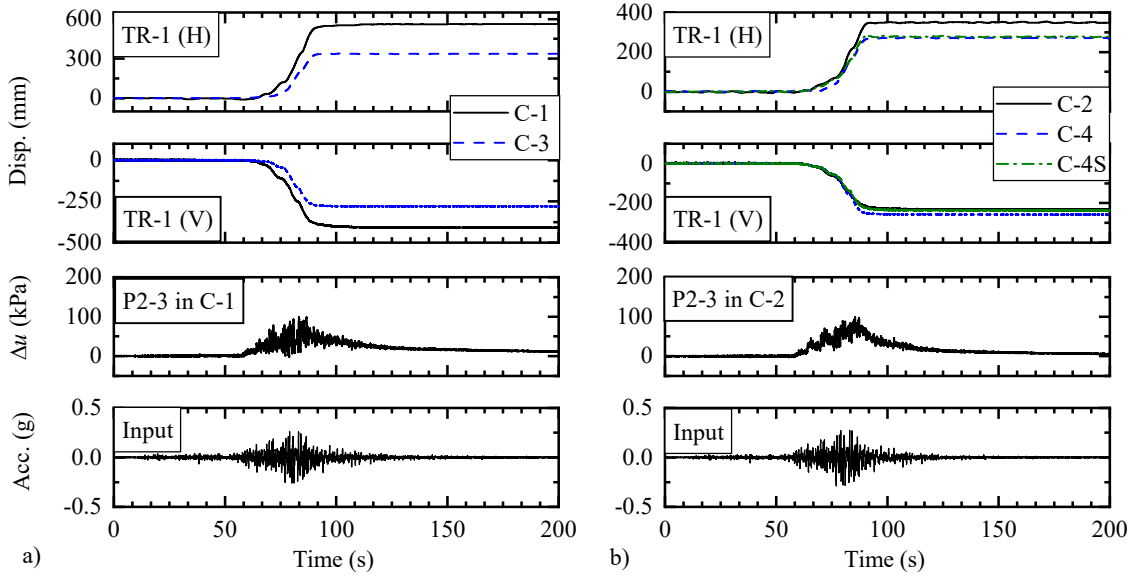 600
300
0
TR-1 (H)
C-1
C-3
0
-250
-500
TR-1 (V)
Disp. (mm)
200
100
0
P2-3 in C-1
Δu (kPa)
0.5
0.0
-0.5
Input
Acc. (g)
0 50 100 150 200
Time (s)
a)
400
200
0
TR-1 (H)
C-2
C-4
C-4S
0
-200
-400
TR-1 (V)
200
100
0
P2-3 in C-2
0.5
0.0
-0.5
Input
0 50 100 150 200
Time (s)
b)